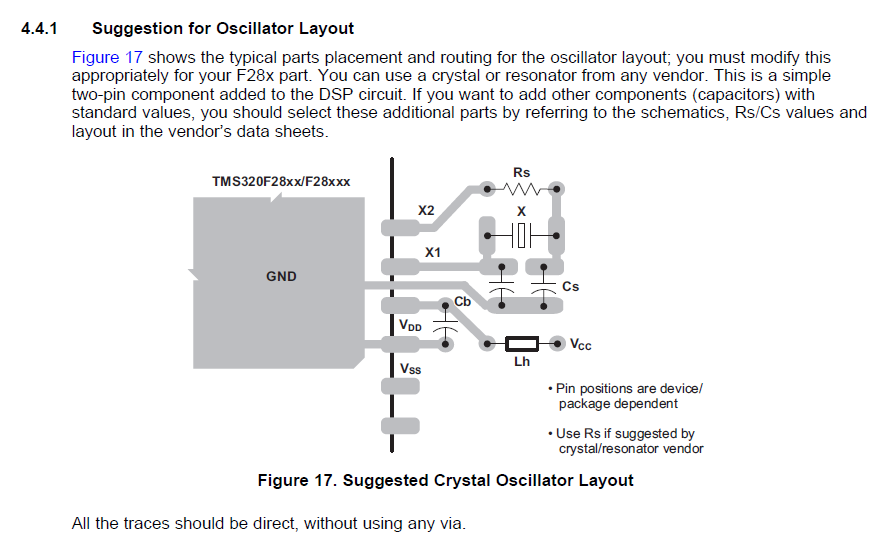 4.4.1 Suggestion for Oscillator Layout
Figure 17 shows the typical parts placement and routing for the oscillator layout; you must modify this
appropriately for your F28x part. You can use a crystal or resonator from any vendor. This is a simple
two-pin component added to the DSP circuit. If you want to add other components (capacitors) with
standard values, you should select these additional parts by referring to the schematics, Rs/Cs values and
layout in the vendor's data sheets.
TMS320F28xx/F28xxx
Rs
X2
X
X1
GND
Cs
Cb
VDD
Vcc
Lh
Vss
• Pin positions are device/
package dependent
• Use Rs if suggested by
crystal/resonator vendor
Figure 17. Suggested Crystal Oscillator Layout
All the traces should be direct, without using any via.